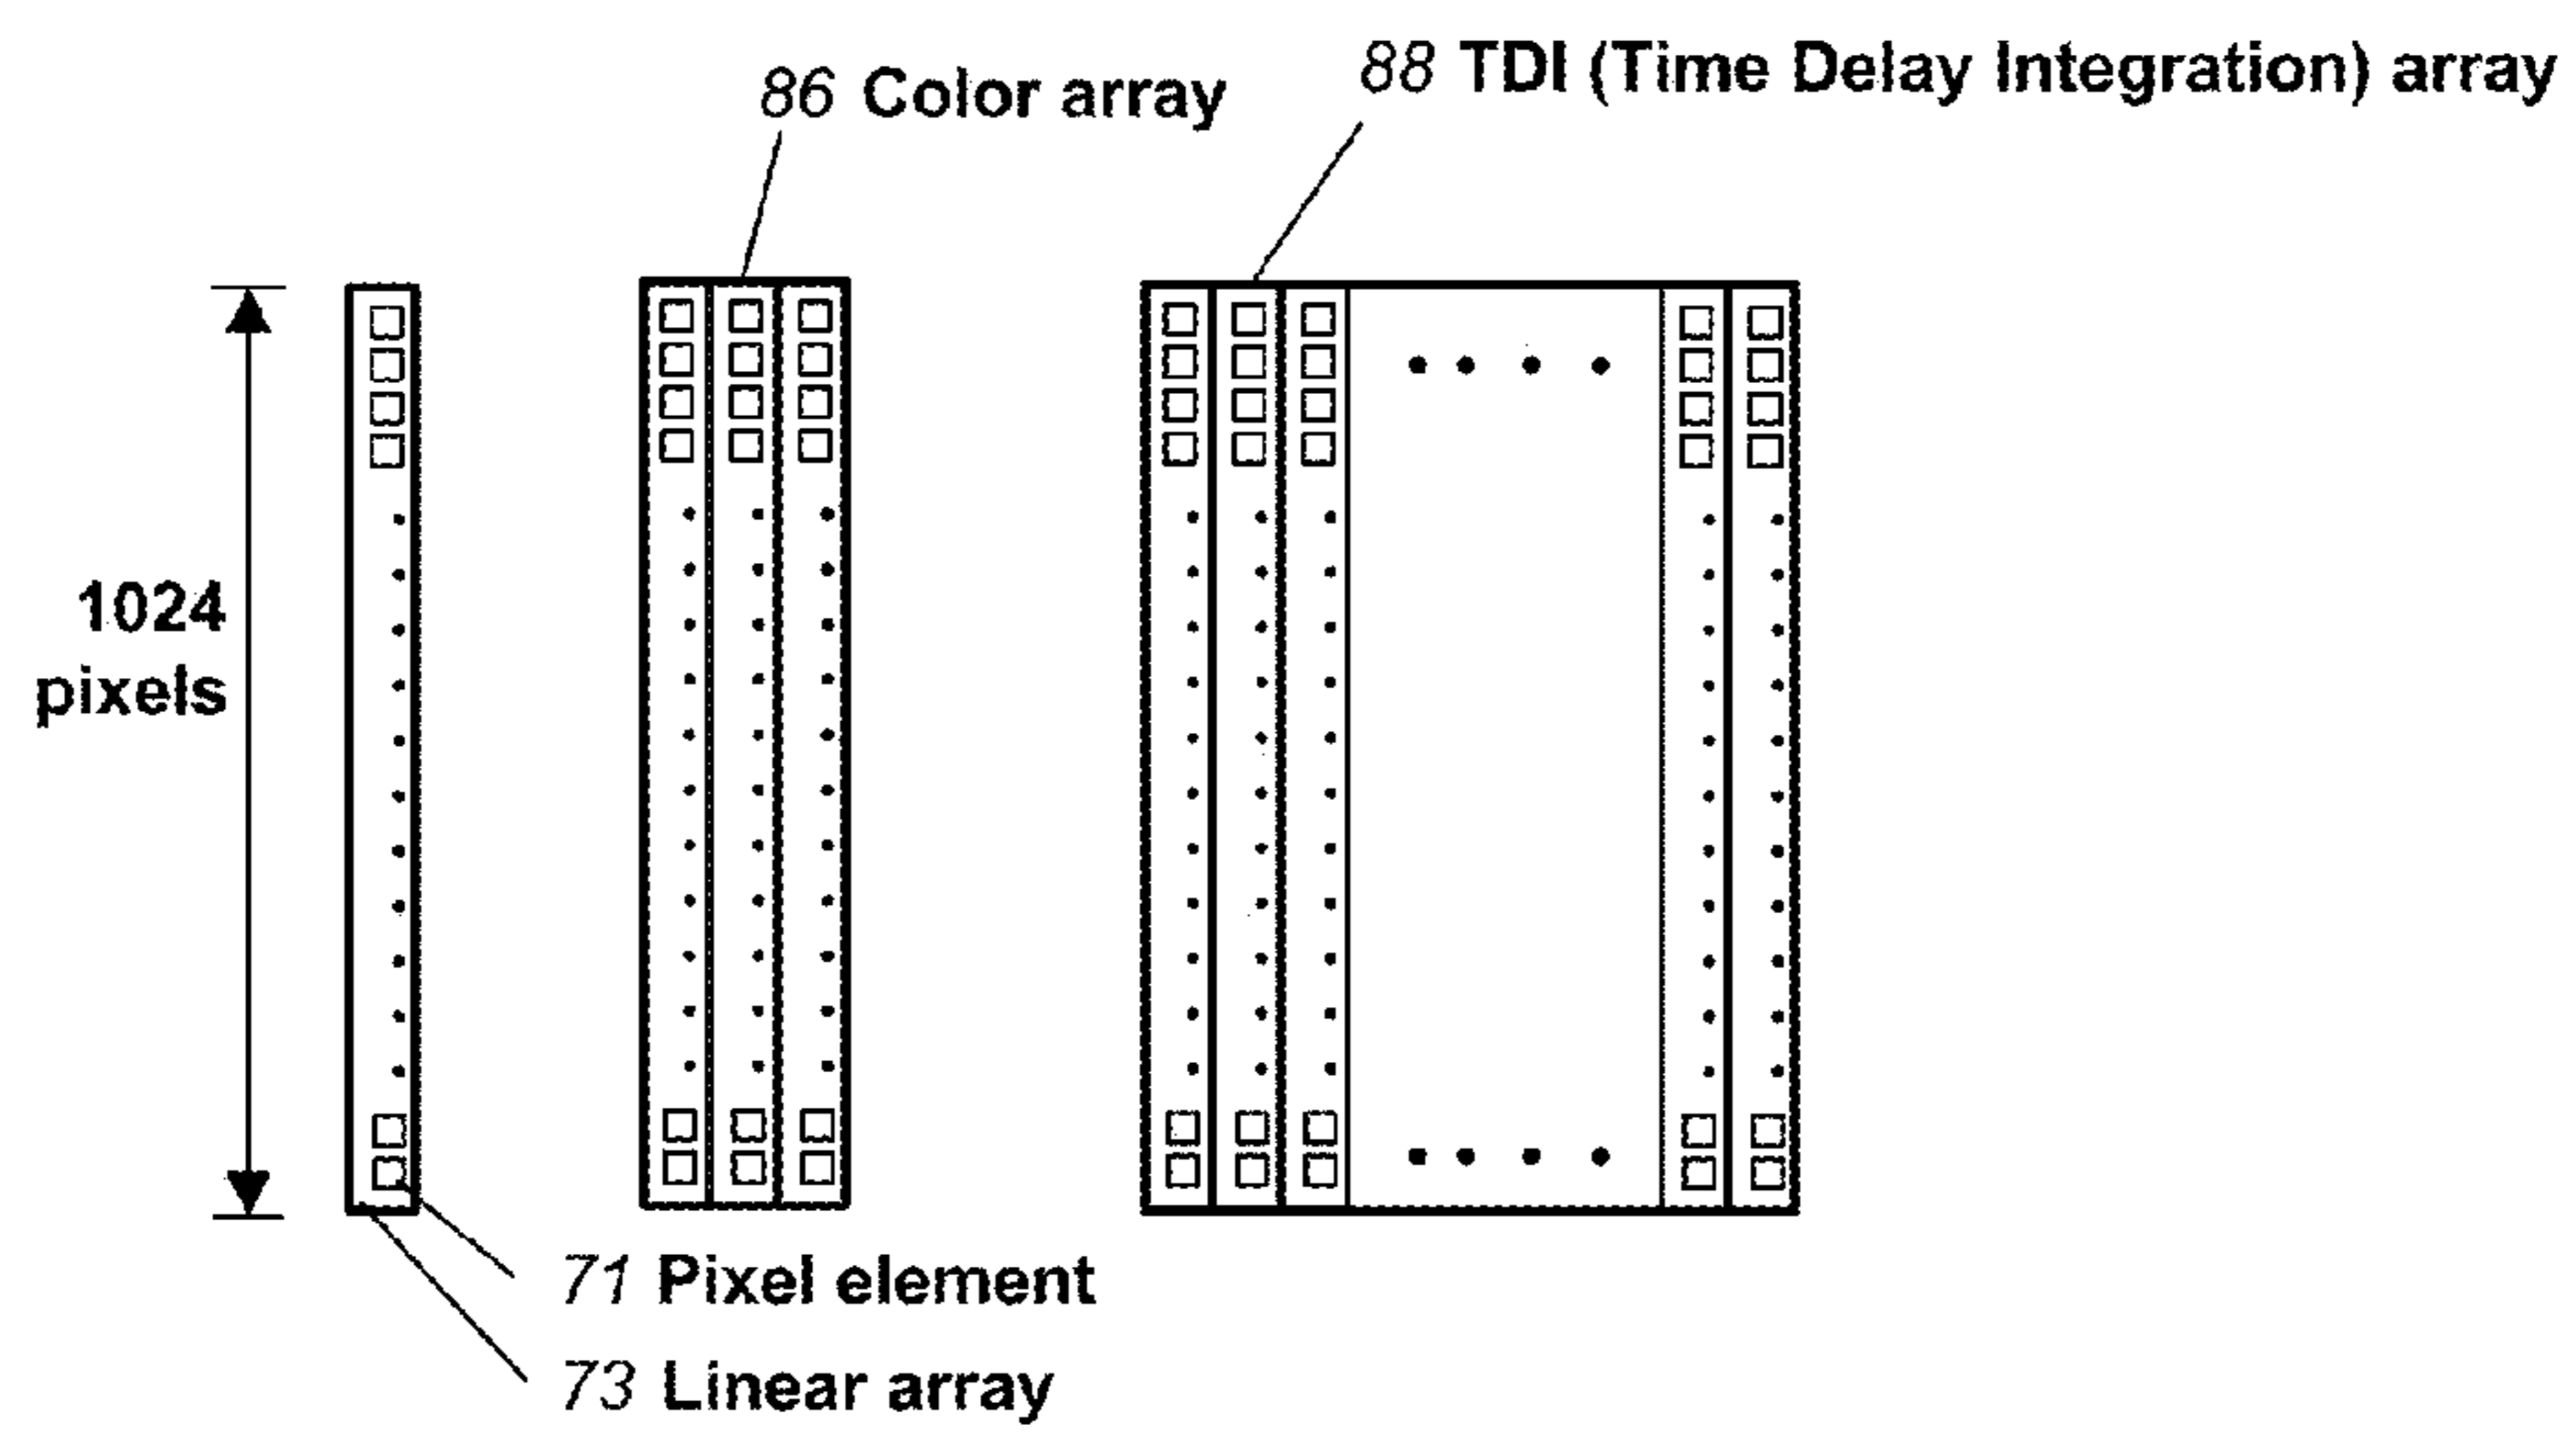 86 Color array
88 TDI (Time Delay Integration) array
1024
pixels
71 Pixel element
73 Linear array